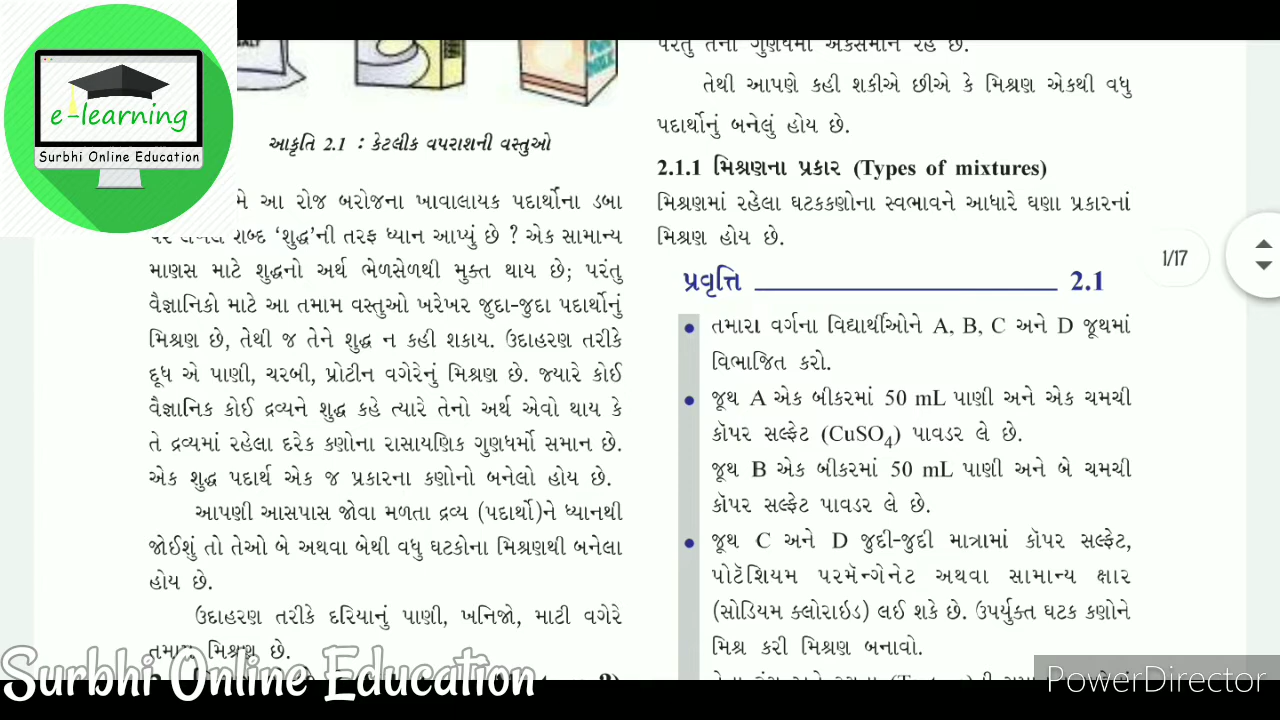 e-learning
Surbhi Online Education
આકૃતિ 2.1 : કેટલીક વપરાશની વસ્તુઓ
મે આ રોજ બરોજના ખાવાલાયક પદાર્થોના ડબા
શબ્દ ‘શુદ્ધ’ની તરફ ધ્યાન આપ્યું છે ? એક સામાન્ય
માણસ માટે શુદ્ધનો અર્થ ભેળસેળથી મુક્ત થાય છે; પરંતુ
વૈજ્ઞાનિકો માટે આ તમામ વસ્તુઓ ખરેખર જુદા-જુદા પદાર્થોનું
મિશ્રણ છે, તેથી જ તેને શુદ્ધ ન કહી શકાય. ઉદાહરણ તરીકે
દૂધ એ પાણી, ચરબી, પ્રોટીન વગેરેનું મિશ્રણ છે. જ્યારે કોઈ
વૈજ્ઞાનિક કોઈ દ્રવ્યને શુદ્ધ કહે ત્યારે તેનો અર્થ એવો થાય કે
તે દ્રવ્યમાં રહેલા દરેક કણોના રાસાયણિક ગુણધર્મો સમાન છે.
એક શુદ્ધ પદાર્થ એક જ પ્રકારના કણોનો બનેલો હોય છે.
આપણી આસપાસ જોવા મળતા દ્રવ્ય (પદાર્થો)ને ધ્યાનથી
જોઈશું તો તેઓ બે અથવા બેથી વધુ ઘટકોના મિશ્રણથી બનેલા
હોય છે.
ઉદાહરણ તરીકે દરિયાનું પાણી, ખનિજો, માટી વગેરે
તમામ મિશ્રણ છે.
પરંતુ તેના ગુણધર્મો એકસમાન રહે છે.
તેથી આપણે કહી શકીએ છીએ કે મિશ્રણ એકથી વધુ
પદાર્થોનું બનેલું હોય છે.
2.1.1 મિશ્રણના પ્રકાર (Types of mixtures)
મિશ્રણમાં રહેલા ઘટકકણોના સ્વભાવને આધારે ઘણા પ્રકારનાં
મિશ્રણ હોય છે.
પ્રવૃત્તિ 2.1
• તમારા વર્ગના વિદ્યાર્થીઓને A, B, C અને D જૂથમાં
વિભાજિત કરો.
• જૂથ A એક બીકરમાં 50 mL પાણી અને એક ચમચી
કૉપર સલ્ફેટ (CuSO4) પાવડર લે છે.
જૂથ B એક બીકરમાં 50 mL પાણી અને બે ચમચી
કૉપર સલ્ફેટ પાવડર લે છે.
• જૂથ C અને D જુદી-જુદી માત્રામાં કૉપર સલ્ફેટ,
પોટૅશિયમ પરમૅન્ગેનેટ અથવા સામાન્ય ક્ષાર
(સોડિયમ ક્લોરાઇડ) લઈ શકે છે. ઉપર્યુક્ત ઘટક કણોને
મિશ્ર કરી મિશ્રણ બનાવો.
1/17
Surbhi Online Education
PowerDirector